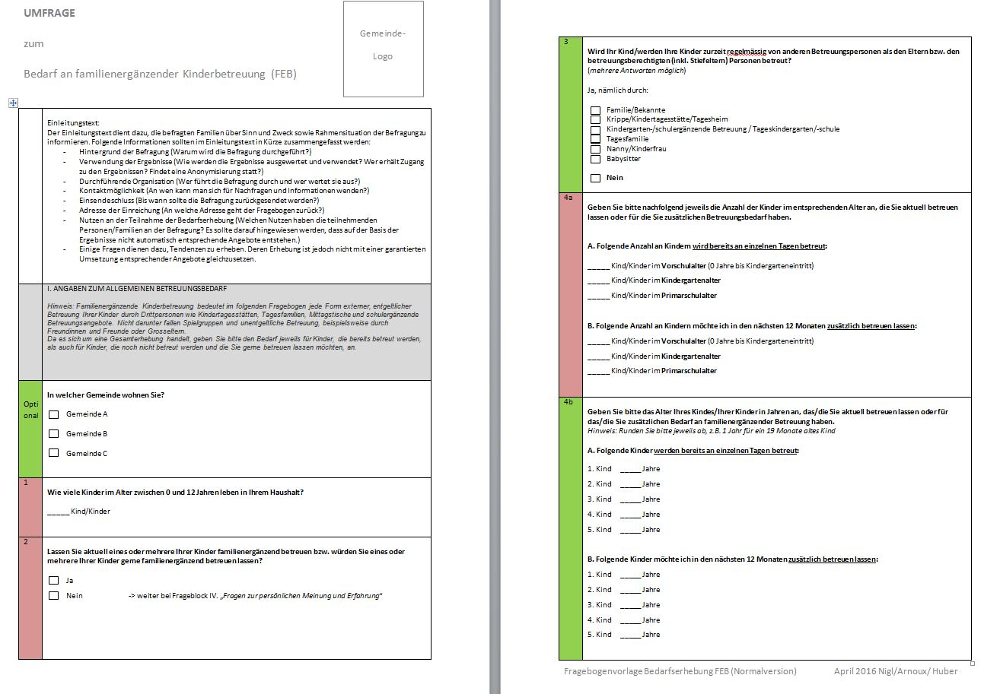 UMFRAGE
zum
Bedarf an familienergänzender Kinderbetreuung (FEB)
Gemeinde-
Logo
Einleitungstext:
Der Einleitungstext dient dazu, die befragten Familien über Sinn und Zweck sowie Rahmensituation der Befragung zu
informieren. Folgende Informationen sollten im Einleitungstext in Kürze zusammengefasst werden:
- Hintergrund der Befragung (Warum wird die Befragung durchgeführt?)
- Verwendung der Ergebnisse (Wie werden die Ergebnisse ausgewertet und verwendet? Wer erhält Zugang
zu den Ergebnissen? Findet eine Anonymisierung statt?)
- Durchführende Organisation (Wer führt die Befragung durch und wer wertet sie aus?)
- Kontaktmöglichkeit (An wen kann man sich für Nachfragen und Informationen wenden?)
- Einsendeschluss (Bis wann sollte die Befragung zurückgesendet werden?)
- Adresse der Einreichung (An welche Adresse geht der Fragebogen zurück?)
- Nutzen an der Teilnahme der Bedarfserhebung (Welchen Nutzen haben die teilnehmenden
Personen/Familien an der Befragung? Es sollte darauf hingewiesen werden, dass auf der Basis der
Ergebnisse nicht automatisch entsprechende Angebote entstehen.)
- Einige Fragen dienen dazu, Tendenzen zu erheben. Deren Erhebung ist jedoch nicht mit einer garantierten
Umsetzung entsprechender Angebote gleichzusetzen.
I. ANGABEN ZUM ALLGEMEINEN BETREUUNGSBEDARF
Hinweis: Familienergänzende Kinderbetreuung bedeutet im folgenden Fragebogen jede Form externer, entgeltlicher
Betreuung Ihrer Kinder durch Drittpersonen wie Kindertagesstätten, Tagesfamilien, Mittagstische und schulergänzende
Betreuungsangebote. Nicht darunter fallen Spielgruppen und unentgeltliche Betreuung, beispielsweise durch
Freundinnen und Freunde oder Grosseltern.
Da es sich um eine Gesamterhebung handelt, geben Sie bitte den Bedarf jeweils für Kinder, die bereits betreut werden,
als auch für Kinder, die noch nicht betreut werden und die Sie gerne betreuen lassen möchten, an.
Opti
onal
In welcher Gemeinde wohnen Sie?
Gemeinde A
Gemeinde B
Gemeinde C
1
Wie viele Kinder im Alter zwischen 0 und 12 Jahren leben in Ihrem Haushalt?
_____ Kind/Kinder
2
Lassen Sie aktuell eines oder mehrere Ihrer Kinder familienergänzend betreuen bzw. würden Sie eines oder
mehrere Ihrer Kinder gerne familienergänzend betreuen lassen?
Ja
Nein -> weiter bei Frageblock IV. „Fragen zur persönlichen Meinung und Erfahrung“
3
Wird Ihr Kind/werden Ihre Kinder zurzeit regelmässig von anderen Betreuungspersonen als den Eltern bzw. den
betreuungsberechtigten (inkl. Stiefeltern) Personen betreut?
(mehrere Antworten möglich)
Ja, nämlich durch:
Familie/Bekannte
Krippe/Kindertagesstätte/Tagesheim
Kindergarten-/schulergänzende Betreuung / Tageskindergarten/-schule
Tagesfamilie
Nanny/Kinderfrau
Babysitter
Nein
4a
Geben Sie bitte nachfolgend jeweils die Anzahl der Kinder im entsprechenden Alter an, die Sie aktuell betreuen
lassen oder für die Sie zusätzlichen Betreuungsbedarf haben.
A. Folgende Anzahl an Kindern wird bereits an einzelnen Tagen betreut:
_____ Kind/Kinder im Vorschulalter (0 Jahre bis Kindergarteneintritt)
_____ Kind/Kinder im Kindergartenalter
_____ Kind/Kinder im Primarschulalter
B. Folgende Anzahl an Kindern möchte ich in den nächsten 12 Monaten zusätzlich betreuen lassen:
_____ Kind/Kinder im Vorschulalter (0 Jahre bis Kindergarteneintritt)
_____ Kind/Kinder im Kindergartenalter
_____ Kind/Kinder im Primarschulalter
4b
Geben Sie bitte das Alter Ihres Kindes/Ihrer Kinder in Jahren an, das/die Sie aktuell betreuen lassen oder für
das/die Sie zusätzlichen Bedarf an familienergänzender Betreuung haben.
Hinweis: Runden Sie bitte jeweils ab, z.B. 1 Jahr für ein 19 Monate altes Kind
A. Folgende Kinder werden bereits an einzelnen Tagen betreut:
1. Kind _____ Jahre
2. Kind _____ Jahre
3. Kind _____ Jahre
4. Kind _____ Jahre
5. Kind _____ Jahre
B. Folgende Kinder möchte ich in den nächsten 12 Monaten zusätzlich betreuen lassen:
1. Kind _____ Jahre
2. Kind _____ Jahre
3. Kind _____ Jahre
4. Kind _____ Jahre
5. Kind _____ Jahre
Fragebogenvorlage Bedarfserhebung FEB (Normalversion) April 2016 Nigl/Arnoux/ Huber